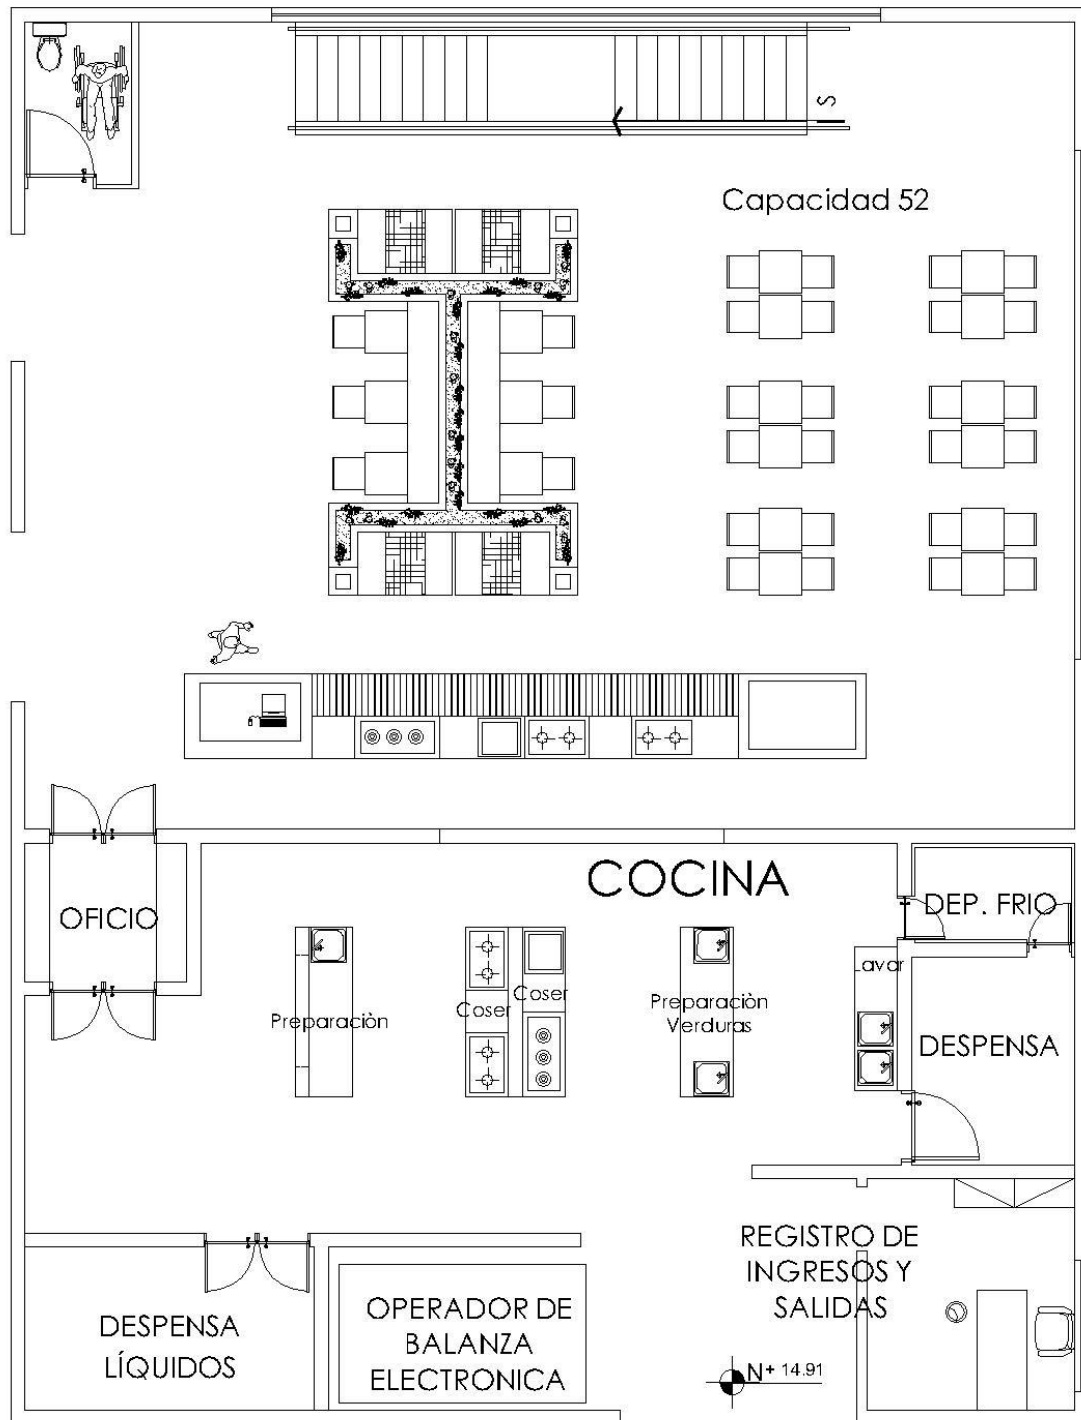 S
Capacidad 52
COCINA
OFICIO
DEP. FRIO
Lavar
Preparaciòn
Coser
Coser
Preparaciòn
Verduras
DESPENSA
REGISTRO DE
INGRESOS Y
SALIDAS
DESPENSA
LÍQUIDOS
OPERADOR DE
BALANZA
ELECTRONICA
N+ 14.91